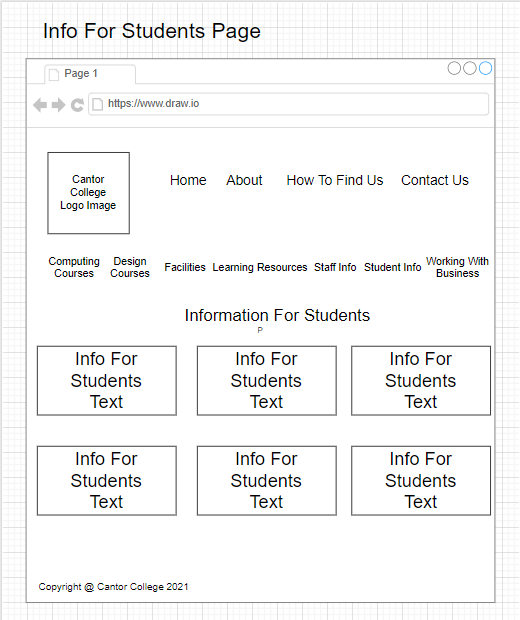 Info For Students Page
Page 1
https://www.draw.io
Cantor
College
Logo Image
Home About How To Find Us Contact Us
Computing Courses Design Courses Facilities Learning Resources Staff Info Student Info Working With Business
Information For Students
P
Info For
Students
Text
Info For
Students
Text
Info For
Students
Text
Info For
Students
Text
Info For
Students
Text
Info For
Students
Text
Copyright @ Cantor College 2021